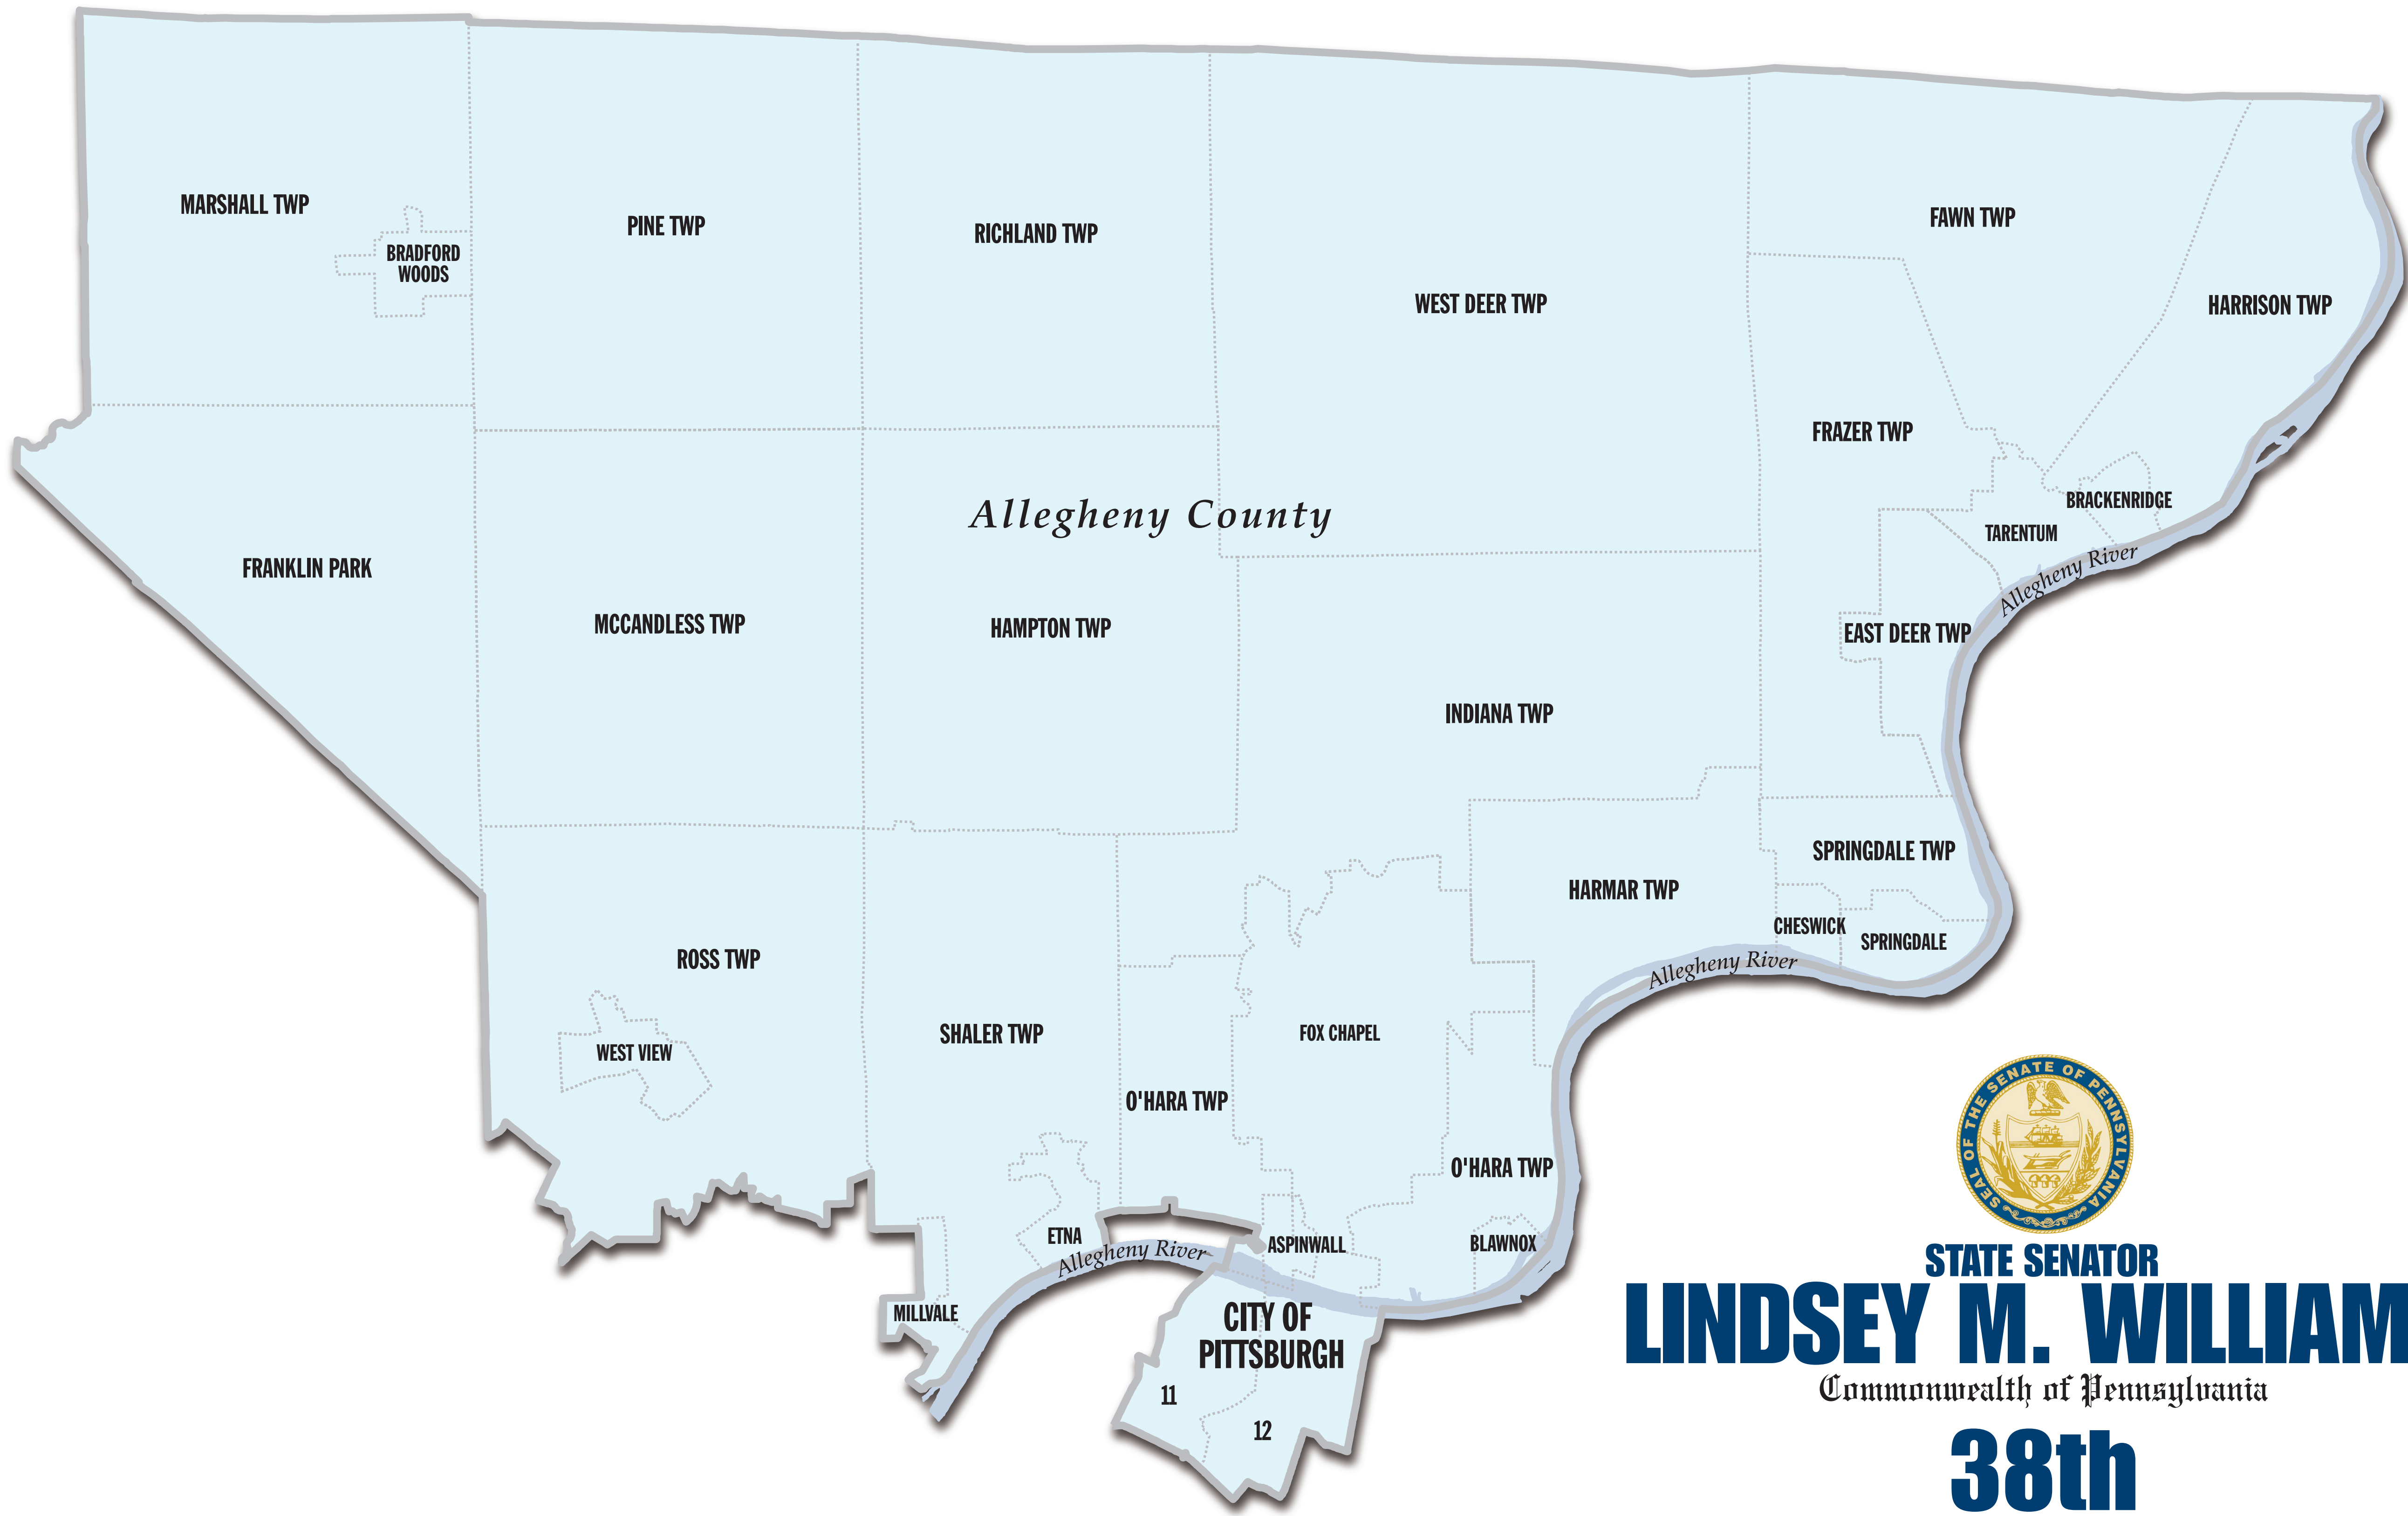 MARSHALL TWP
BRADFORD
WOODS
PINE TWP
RICHLAND TWP
WEST DEER TWP
FAWN TWP
HARRISON TWP
FRAZER TWP
BRACKENRIDGE
TARENTUM
Allegheny River
Allegheny County
FRANKLIN PARK
MCCANDLESS TWP
HAMPTON TWP
EAST DEER TWP
INDIANA TWP
SPRINGDALE TWP
HARMAR TWP
CHESWICK
SPRINGDALE
Allegheny River
ROSS TWP
WEST VIEW
SHALER TWP
FOX CHAPEL
O'HARA TWP
O'HARA TWP
ETNA
Allegheny River
ASPINWALL
BLAWNOX
MILLVALE
CITY OF
PITTSBURGH
11
12
SEAL OF THE SENATE OF PENNSYLVANIA
STATE SENATOR
LINDSEY M. WILLIAM
Commonwealth of Pennsylvania
38th